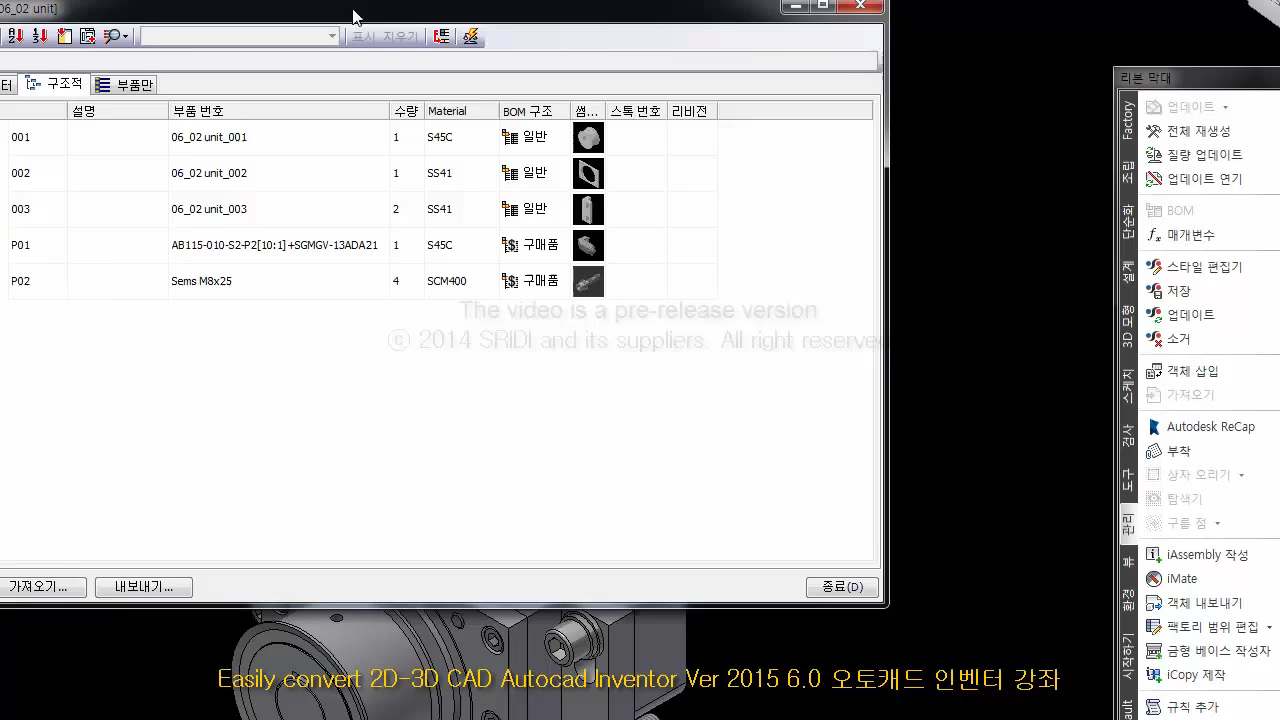 06_02 unit]
표시 지우기
터 구조적 부품만
설명 부품 번호 수량 Material BOM 구조 썸... 스톡 번호 리비전
001 06_02 unit_001 1 S45C 일반
002 06_02 unit_002 1 SS41 일반
003 06_02 unit_003 2 SS41 일반
P01 AB115-010-S2-P2[10:1]+SGMGV-13ADA21 1 S45C 구매품
P02 Sems M8x25 4 SCM400 구매품
The video is a pre-release version
ⓒ 2014 SRIDI and its suppliers. All right reserve
가져오기... 내보내기... 종료(D)
리본 막대
Factory
조립
단순화
설계
3D 모형
스케치
검사
도구
관리
뷰
환경
시작하기
ault
업데이트
전체 재생성
질량 업데이트
업데이트 연기
BOM
fx 매개변수
스타일 편집기
저장
업데이트
소거
객체 삽입
가져오기
Autodesk ReCap
부착
상자 오리기
탐색기
구름 점
iAssembly 작성
iMate
객체 내보내기
팩토리 범위 편집
금형 베이스 작성자
iCopy 제작
규칙 추가
Easily convert 2D-3D CAD Autocad Inventor Ver 2015 6.0 오토캐드 인벤터 강좌